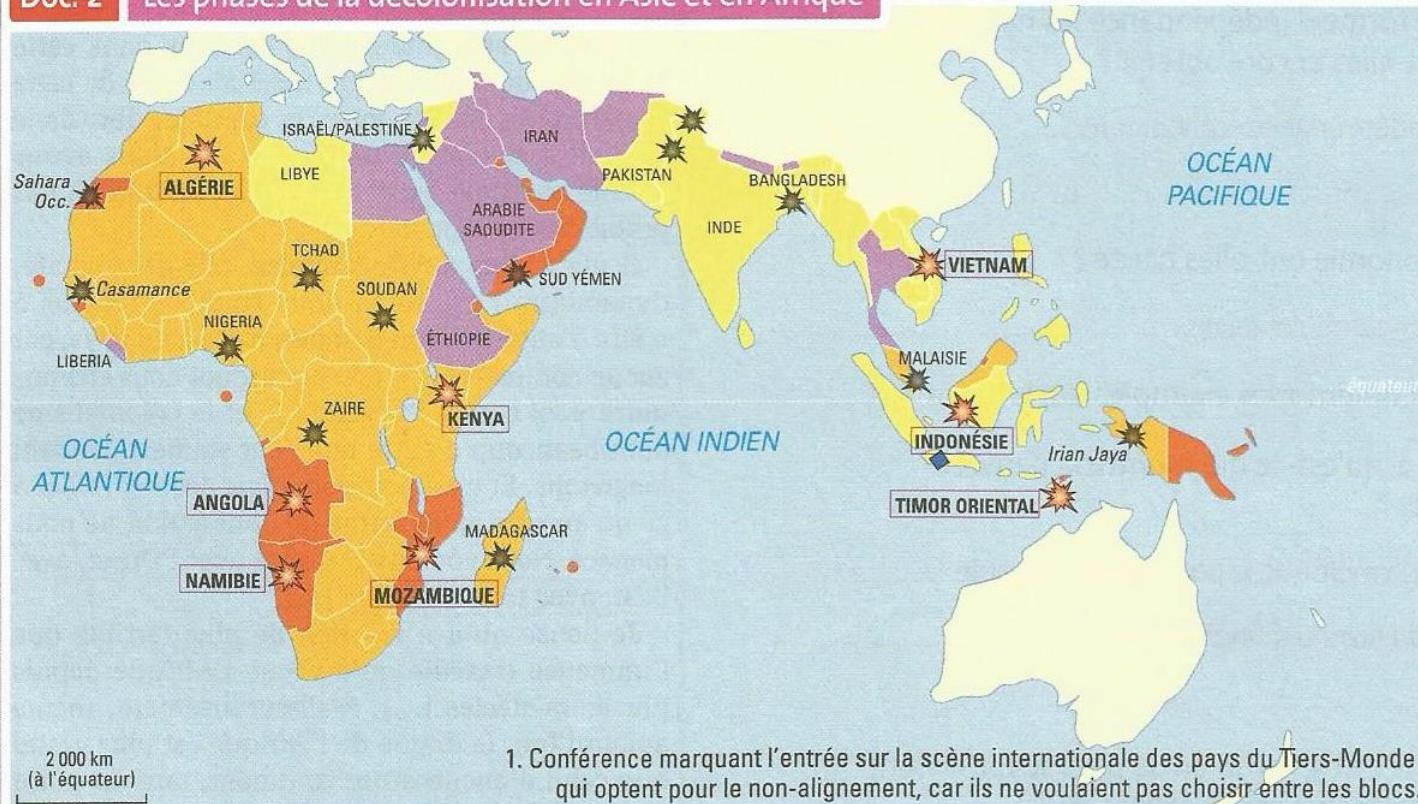 Doc. 2 Les phases de la décolonisation en Asie et en Afrique
ISRAËL/PALESTINE
IRAN
ALGÉRIE
LIBYE
PAKISTAN
BANGLADESH
OCÉAN
PACIFIQUE
Sahara
Occ.
ARABIE
SAOUDITE
INDE
TCHAD
VIETNAM
Casamance
SOUDAN
SUD YÉMEN
NIGERIA
ÉTHIOPIE
LIBERIA
MALAISIE
équateur
ZAIRE
KENYA
OCÉAN
ATLANTIQUE
OCÉAN INDIEN
INDONÉSIE
Irian Jaya
ANGOLA
TIMOR ORIENTAL
MADAGASCAR
NAMIBIE
MOZAMBIQUE
2 000 km
(à l'équateur)
1. Conférence marquant l'entrée sur la scène internationale des pays du Tiers-Monde
qui optent pour le non-alignement, car ils ne voulaient pas choisir entre les blocs.